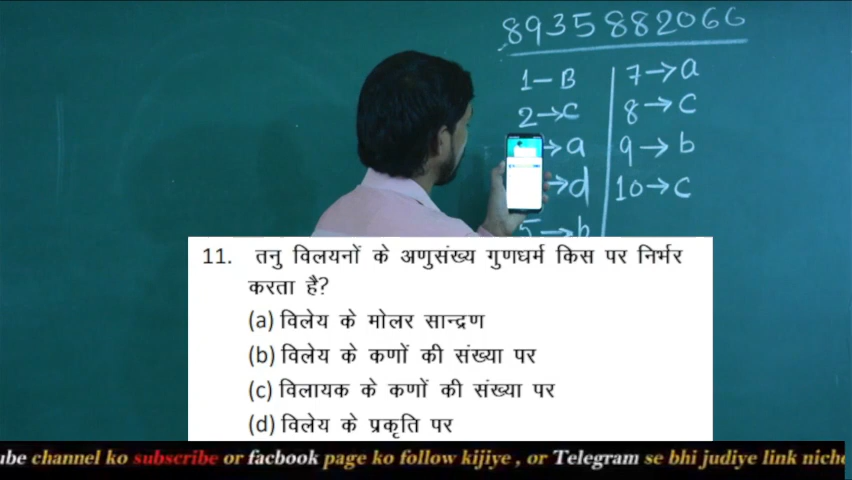 8935882066
1-B
2→C
→a
→d
5→b
7→a
8→C
9→b
10→C
11. तनु विलयनों के अणुसंख्य गुणधर्म किस पर निर्भर
करता है?
(a) विलेय के मोलर सान्द्रण
(b) विलेय के कणों की संख्या पर
(c) विलायक के कणों की संख्या पर
(d) विलेय के प्रकृति पर
ube channel ko subscribe or facbook page ko follow kijiye , or Telegram se bhi judiye link niche